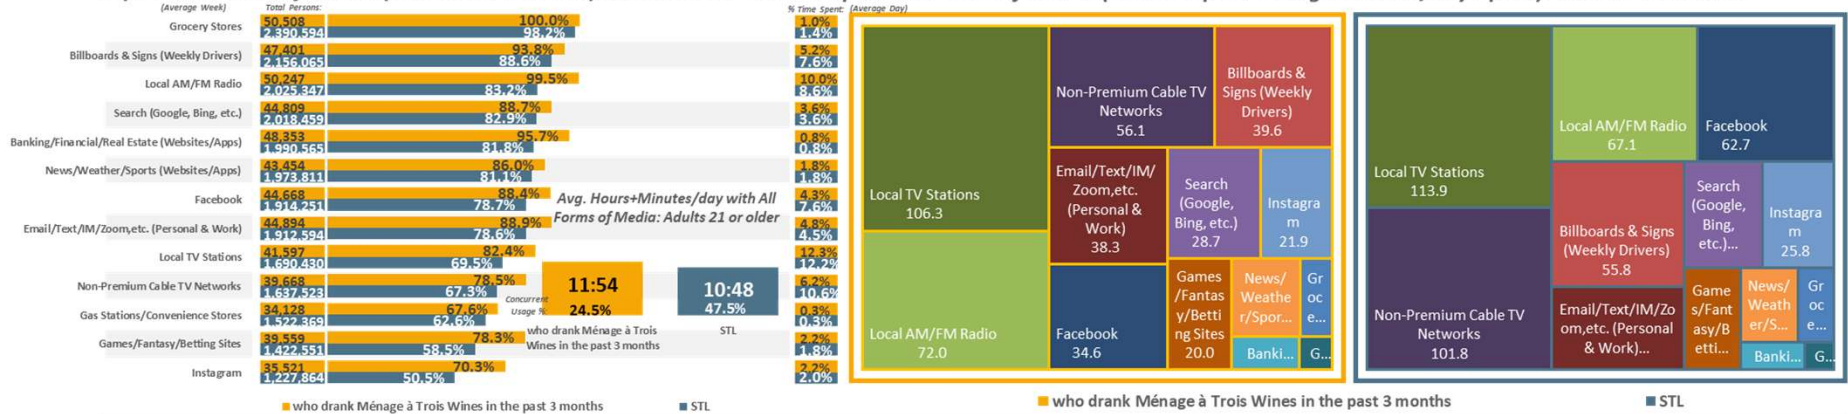 (Average Week)
Total Persons:
% Time Spent:
(Average Day)
Grocery Stores
50,508
100.0%
1.0%
2,390,594
98.2%
1.4%
Billboards & Signs (Weekly Drivers)
47,401
93.8%
5.2%
2,156,065
88.6%
7.6%
Local AM/FM Radio
50,247
99.5%
10.0%
2,025,347
83.2%
8.6%
Search (Google, Bing, etc.)
44,809
88.7%
3.6%
2,018,459
82.9%
3.6%
Banking/Financial/Real Estate (Websites/Apps)
48,353
95.7%
0.8%
1,990,565
81.8%
0.8%
News/Weather/Sports (Websites/Apps)
43,454
86.0%
1.8%
1,973,811
81.1%
1.8%
Facebook
44,668
88.4%
4.3%
1,914,251
78.7%
7.6%
Email/Text/IM/Zoom,etc. (Personal & Work)
44,894
88.9%
4.8%
1,912,594
78.6%
4.5%
Local TV Stations
41,597
82.4%
12.3%
1,690,430
69.5%
12.2%
Non-Premium Cable TV Networks
39,668
78.5%
6.2%
1,637,523
67.3%
10.6%
Gas Stations/Convenience Stores
34,128
67.6%
0.3%
1,522,369
62.6%
0.3%
Games/Fantasy/Betting Sites
39,559
78.3%
2.2%
1,422,551
58.5%
1.8%
Instagram
35,521
70.3%
2.2%
1,227,864
50.5%
2.0%
Avg. Hours+Minutes/day with All
Forms of Media: Adults 21 or older
Concurrent
Usage %:
11:54
24.5%
who drank Ménage à Trois
Wines in the past 3 months
10:48
47.5%
STL
who drank Ménage à Trois Wines in the past 3 months
STL
Local TV Stations
106.3
Local AM/FM Radio
72.0
Non-Premium Cable TV
Networks
56.1
Billboards &
Signs (Weekly
Drivers)
39.6
Email/Text/IM/
Zoom,etc.
(Personal &
Work)
38.3
Facebook
34.6
Search
(Google,
Bing, etc.)
28.7
Instagra
m
21.9
Games
/Fantas
y/Betti
ng Sites
20.0
News/
Weathe
r/Spor...
Gr
oc
e...
Banki...
G...
Local TV Stations
113.9
Non-Premium Cable TV
Networks
101.8
Local AM/FM Radio
67.1
Facebook
62.7
Billboards & Signs
(Weekly Drivers)
55.8
Email/Text/IM/Zo
om,etc. (Personal
& Work)...
Search
(Google,
Bing,
etc.)...
Instagra
m
25.8
Game
s/Fant
asy/B
etti...
News/
Weath
er/S...
Gr
oc
e...
Banki...
G...
who drank Ménage à Trois Wines in the past 3 months
STL